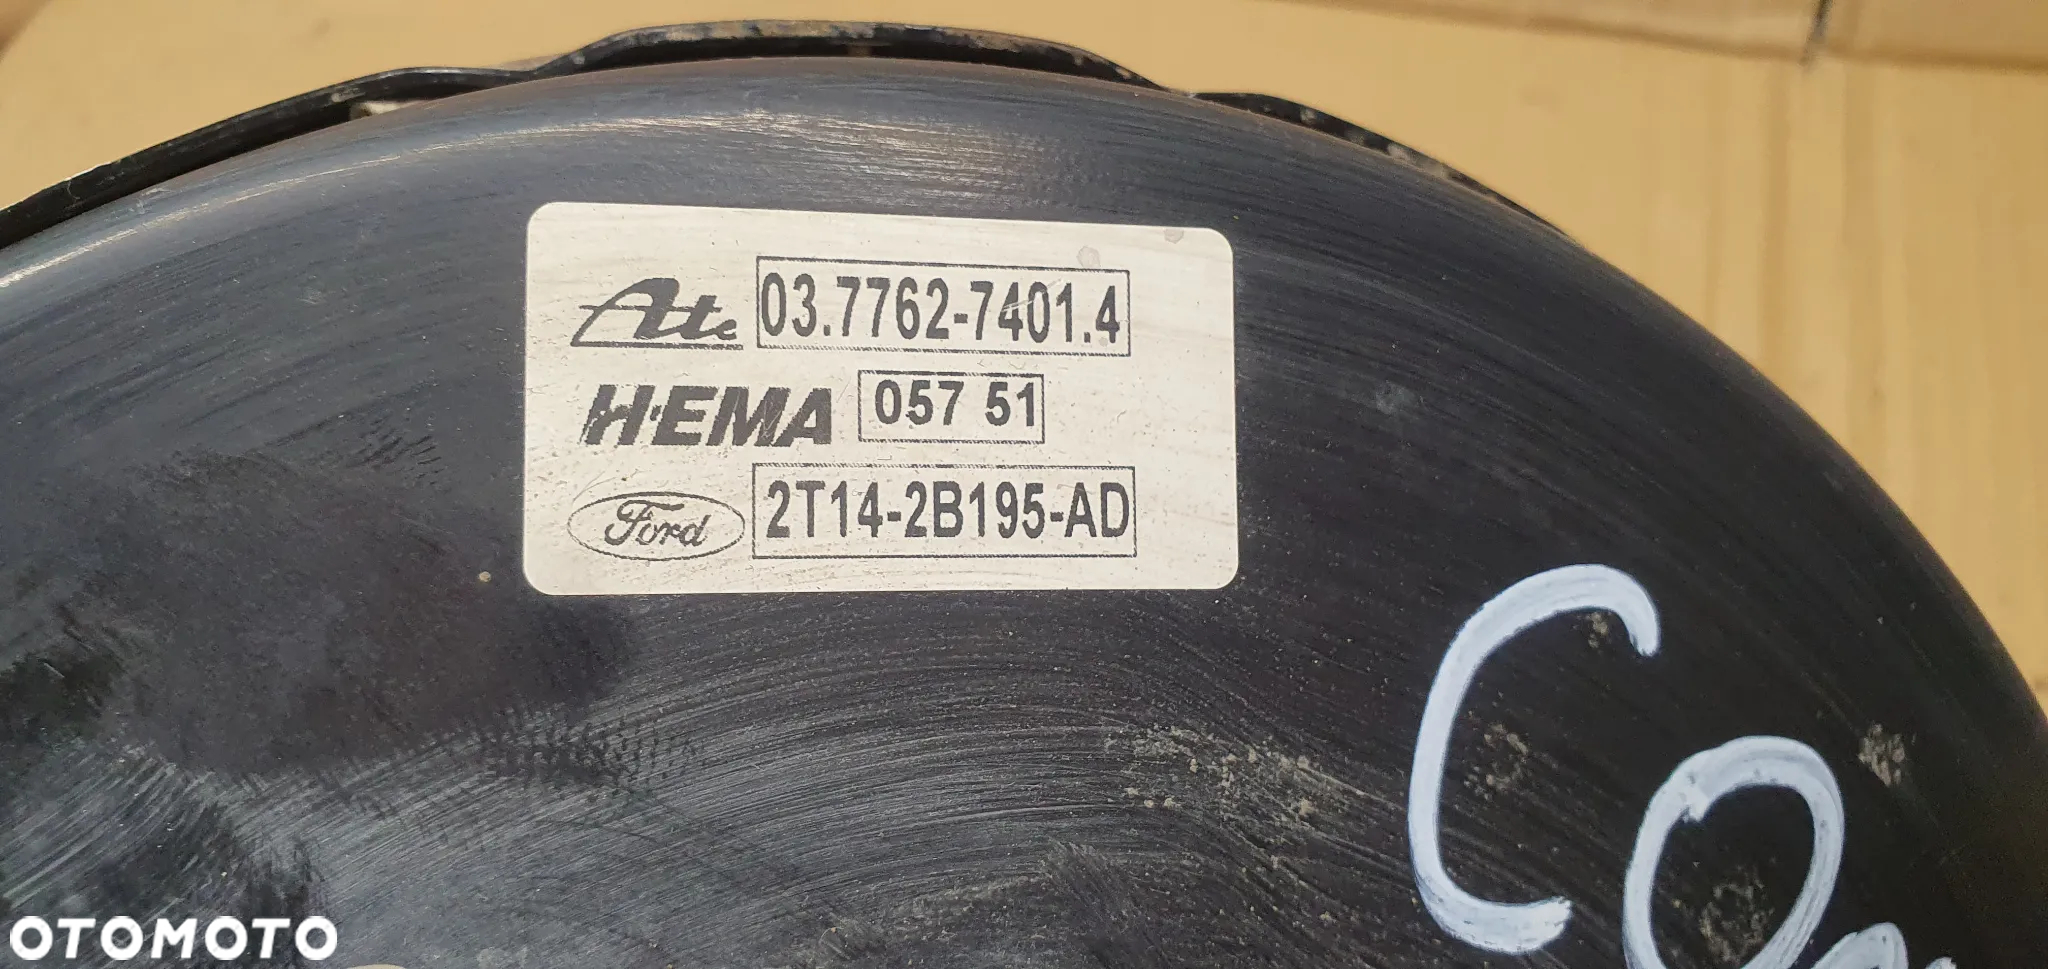 Ate 03.7762-7401.4
HEMA 057 51
Ford 2T14-2B195-AD
OTOMOTO